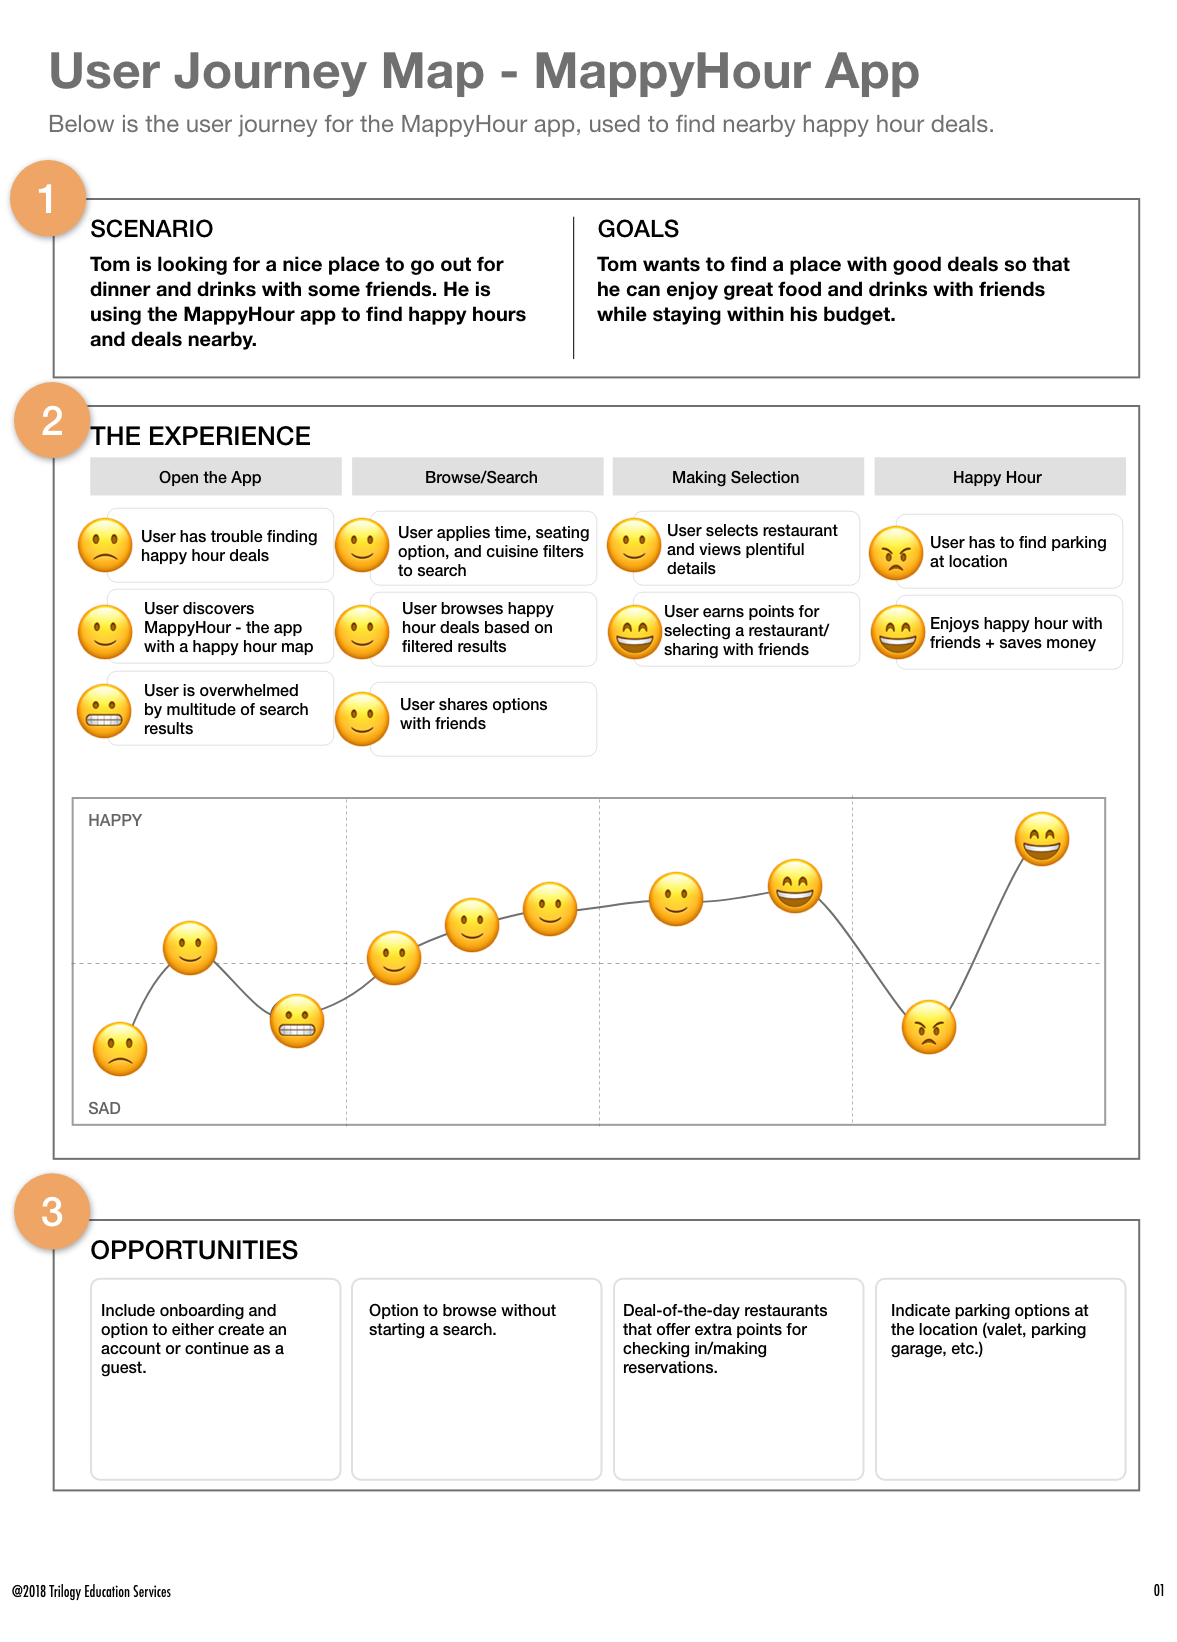 User Journey Map - MappyHour App
Below is the user journey for the MappyHour app, used to find nearby happy hour deals.
1
SCENARIO
Tom is looking for a nice place to go out for
dinner and drinks with some friends. He is
using the MappyHour app to find happy hours
and deals nearby.
GOALS
Tom wants to find a place with good deals so that
he can enjoy great food and drinks with friends
while staying within his budget.
2
THE EXPERIENCE
Open the App
User has trouble finding
happy hour deals
User discovers
MappyHour - the app
with a happy hour map
User is overwhelmed
by multitude of search
results
Browse/Search
User applies time, seating
option, and cuisine filters
to search
User browses happy
hour deals based on
filtered results
User shares options
with friends
Making Selection
User selects restaurant
and views plentiful
details
User earns points for
selecting a restaurant/
sharing with friends
Happy Hour
User has to find parking
at location
Enjoys happy hour with
friends + saves money
HAPPY
SAD
3
OPPORTUNITIES
Include onboarding and
option to either create an
account or continue as a
guest.
Option to browse without
starting a search.
Deal-of-the-day restaurants
that offer extra points for
checking in/making
reservations.
Indicate parking options at
the location (valet, parking
garage, etc.)
@2018 Trilogy Education Services
01